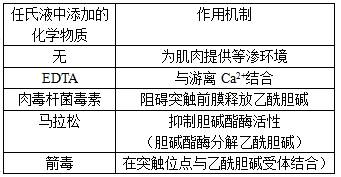 任氏液中添加的
化学物质
作用机制
无
为肌肉提供等渗环境
EDTA
与游离 Ca²⁺结合
肉毒杆菌毒素
阻碍突触前膜释放乙酰胆碱
马拉松
抑制胆碱酯酶活性
（胆碱酯酶分解乙酰胆碱）
箭毒
在突触位点与乙酰胆碱受体结合）